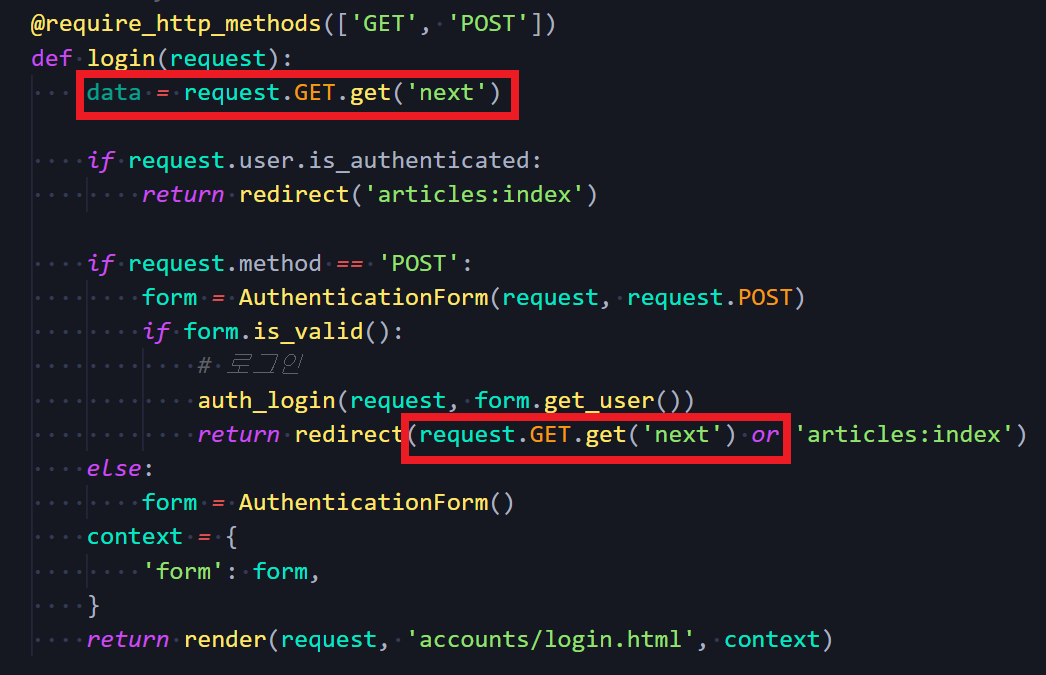 @require_http_methods(['GET', 'POST'])
def login(request):
    data = request.GET.get('next')
    if request.user.is_authenticated:
        return redirect('articles:index')
    if request.method == 'POST':
        form = AuthenticationForm(request, request.POST)
        if form.is_valid():
            # 로그인
            auth_login(request, form.get_user())
            return redirect(request.GET.get('next') or 'articles:index')
    else:
        form = AuthenticationForm()
    context = {
        'form': form,
    }
    return render(request, 'accounts/login.html', context)